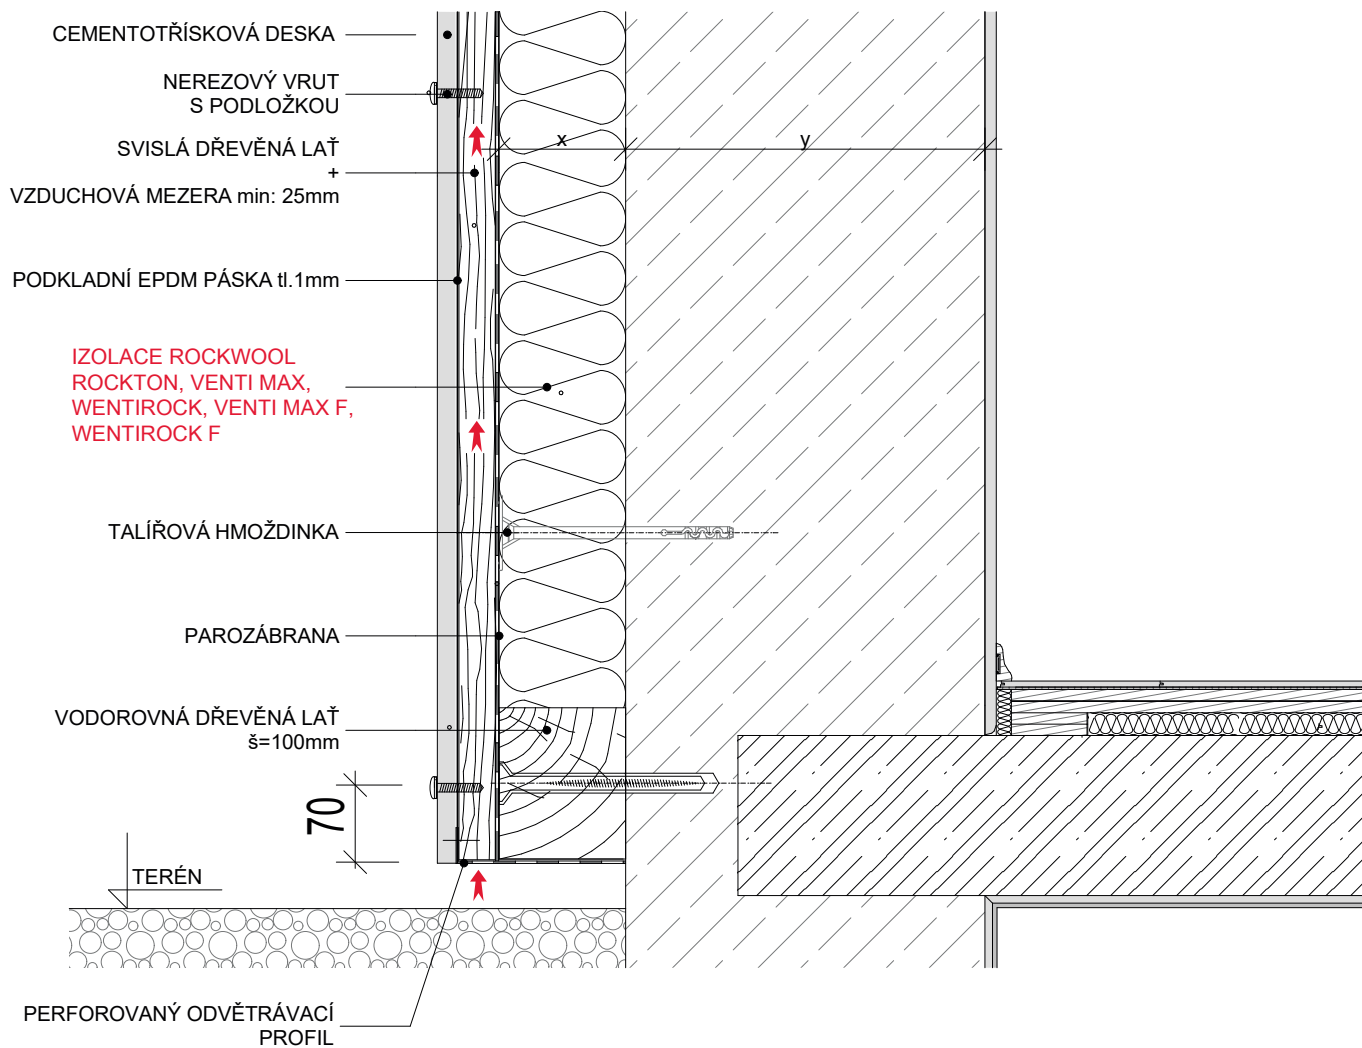 CEMENTOTŘÍSKOVÁ DESKA
NEREZOVÝ VRUT
S PODLOŽKOU
SVISLÁ DŘEVĚNÁ LAŤ
+
VZDUCHOVÁ MEZERA min: 25mm
x
y
PODKLADNÍ EPDM PÁSKA tl.1mm
IZOLACE ROCKWOOL
ROCKTON, VENTI MAX,
WENTIROCK, VENTI MAX F,
WENTIROCK F
TALÍŘOVÁ HMOŽDINKA
PAROZÁBRANA
VODOROVNÁ DŘEVĚNÁ LAŤ
š=100mm
70
TERÉN
PERFOROVANÝ ODVĚTRÁVACÍ
PROFIL